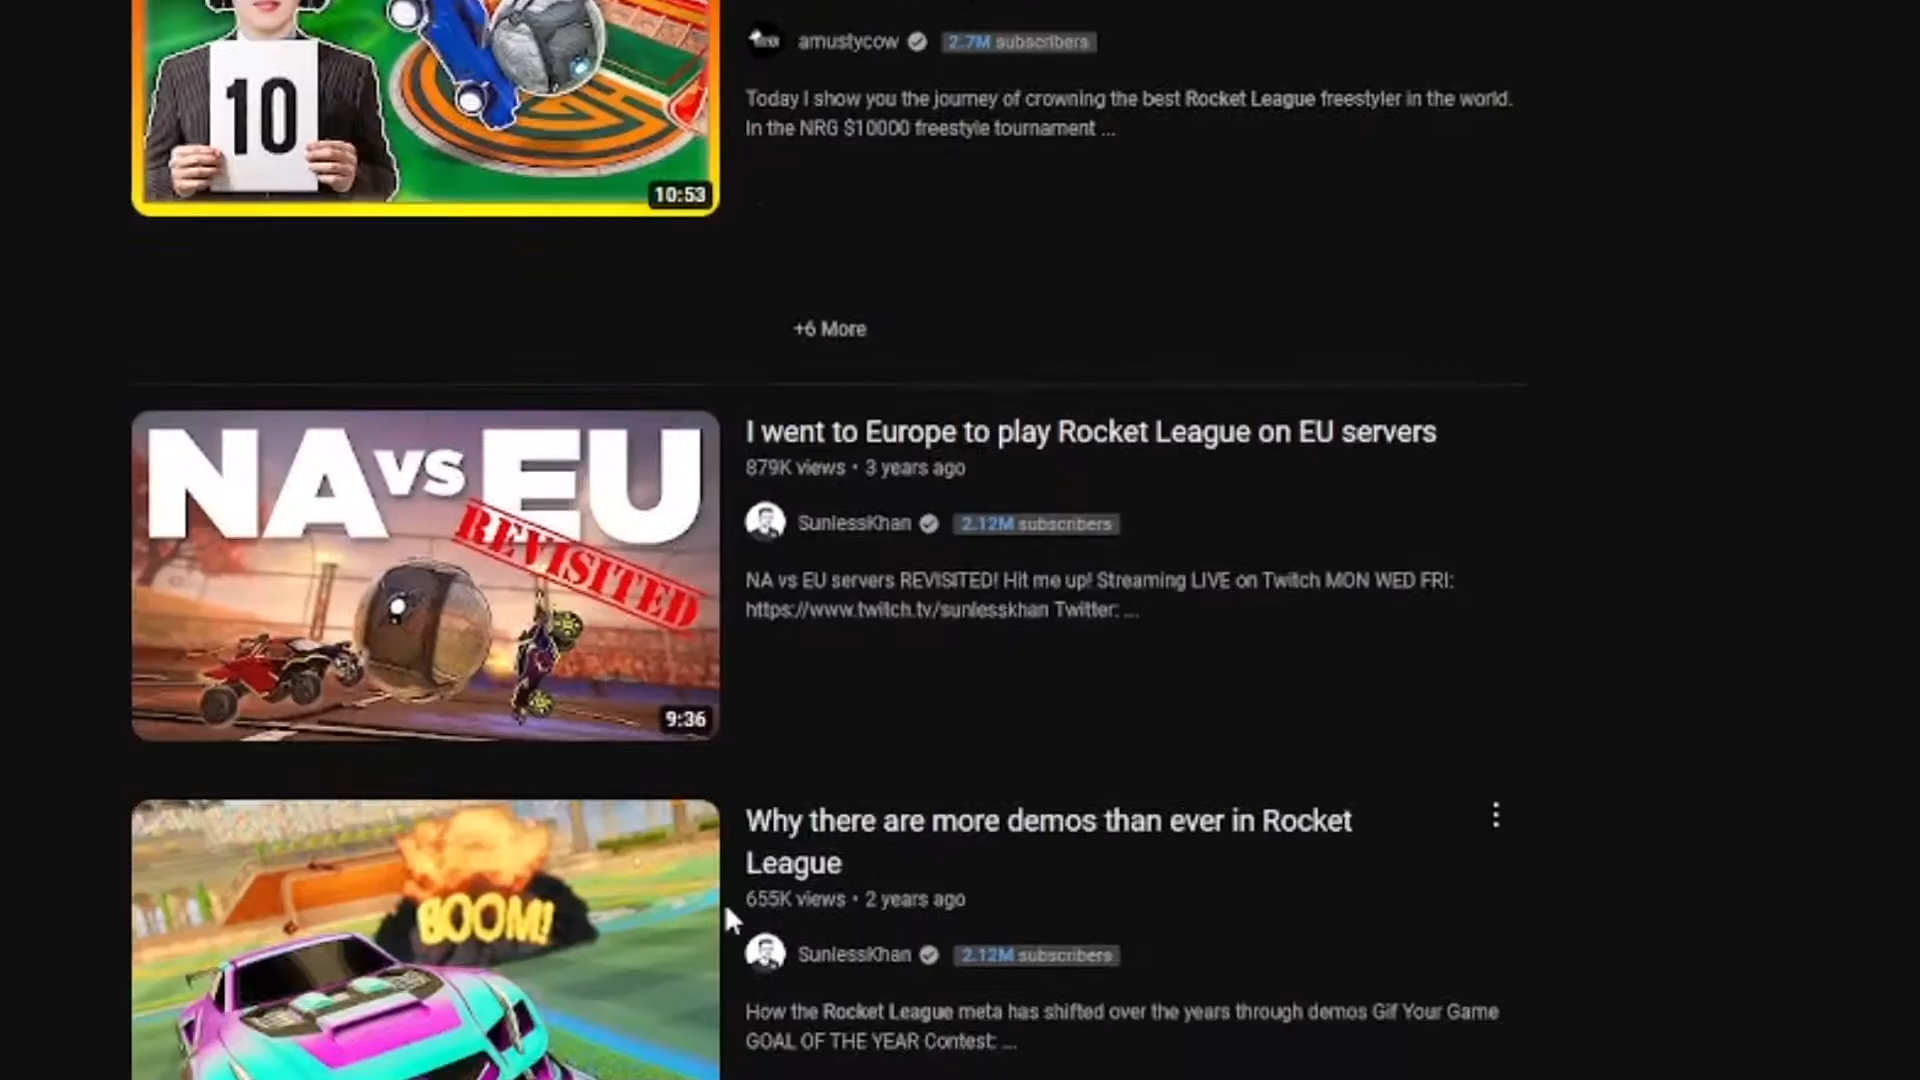 amustycow
2.7M subscribers
Today I show you the journey of crowning the best Rocket League freestyler in the world.
In the NRG $10000 freestyle tournament ...
10
10:53
+6 More
NA vs EU
REVISITED
9:36
I went to Europe to play Rocket League on EU servers
879K views • 3 years ago
SunlessKhan
2.12M subscribers
NA vs EU servers REVISITED! Hit me up! Streaming LIVE on Twitch MON WED FRI:
https://www.twitch.tv/sunlesskhan Twitter: ...
BOOM!
Why there are more demos than ever in Rocket
League
655K views • 2 years ago
SunlessKhan
2.12M subscribers
How the Rocket League meta has shifted over the years through demos Gif Your Game
GOAL OF THE YEAR Contest: ...